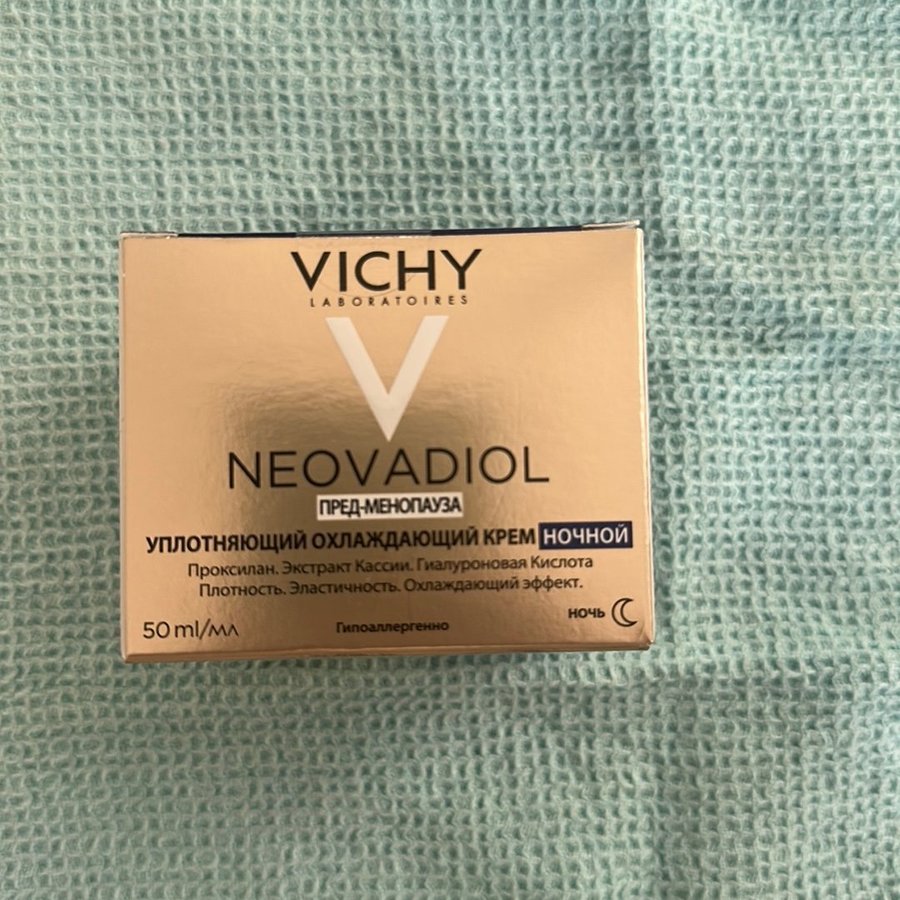 VICHY
LABORATOIRES
V
NEOVADIOL
ПРЕД-МЕНОПАУЗА
УПЛОТНЯЮЩИЙ ОХЛАЖДАЮЩИЙ КРЕМ НОЧНОЙ
Проксилан. Экстракт Кассии. Гиалуроновая Кислота
Плотность. Эластичность. Охлаждающий эффект.
НОЧЬ
50 ml/мл
Гипоаллергенно